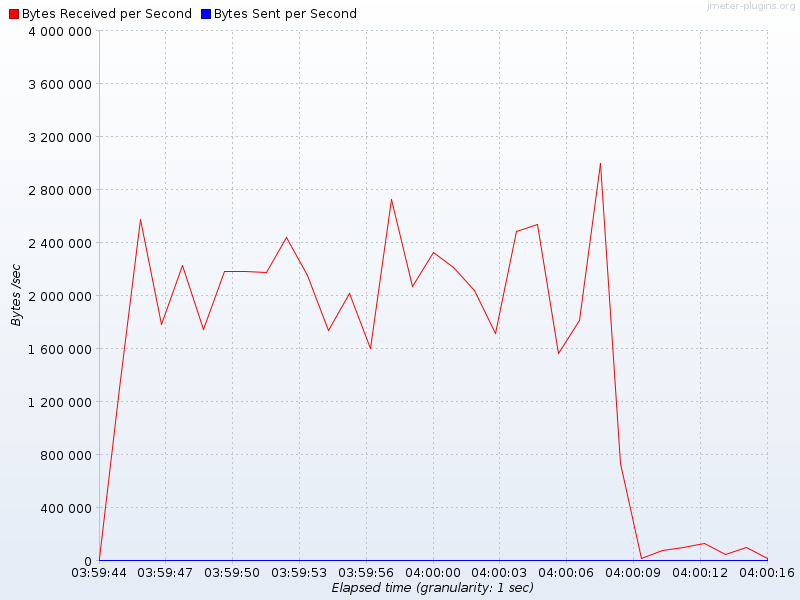 jmeter-plugins.org
Bytes Received per Second Bytes Sent per Second
4 000 000
3 600 000
3 200 000
2 800 000
2 400 000
2 000 000
1 600 000
1 200 000
800 000
400 000
0
Bytes /sec
03:59:44 03:59:47 03:59:50 03:59:53 03:59:56 04:00:00 04:00:03 04:00:06 04:00:09 04:00:12 04:00:16
Elapsed time (granularity: 1 sec)